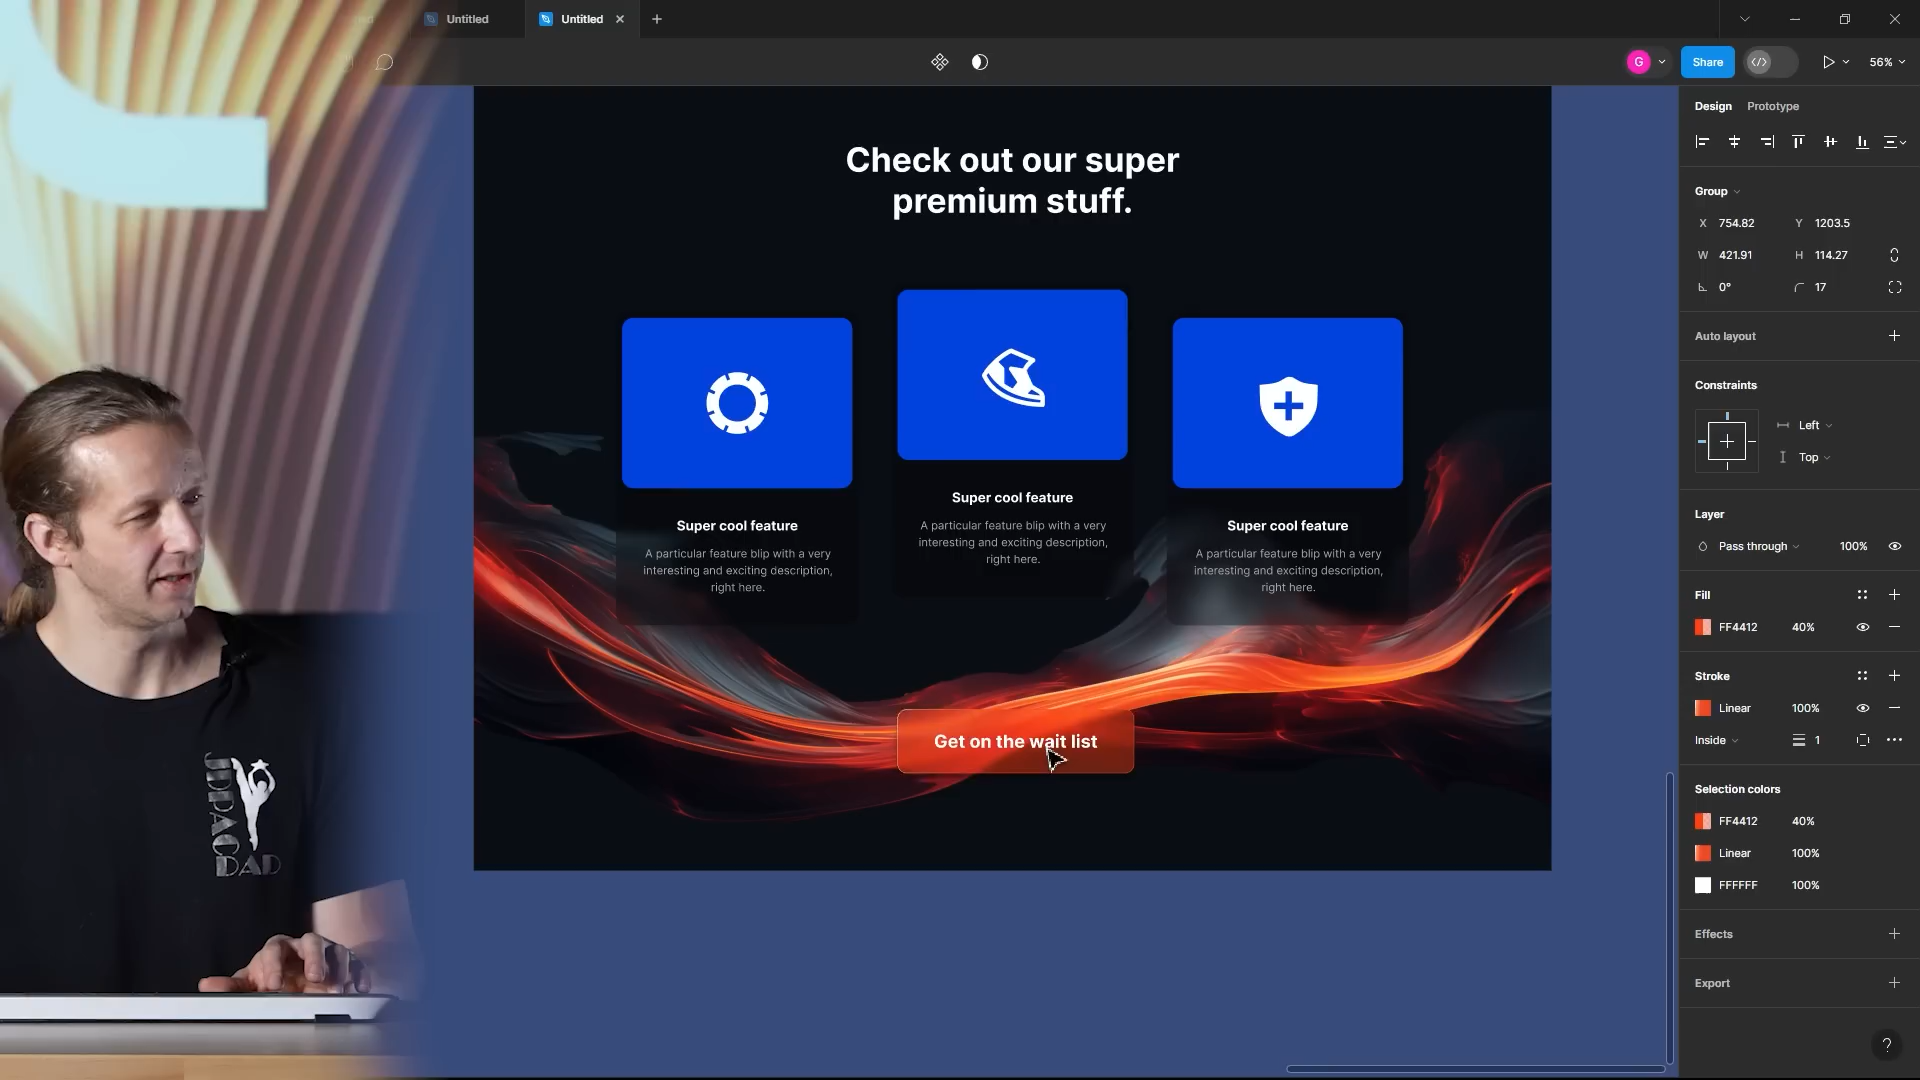 Untitled
Untitled
G
Share
56%
Design
Prototype
Check out our super
premium stuff.
Super cool feature
A particular feature blip with a very
interesting and exciting description,
right here.
Super cool feature
A particular feature blip with a very
interesting and exciting description,
right here.
Super cool feature
A particular feature blip with a very
interesting and exciting description,
right here.
Get on the wait list
JDPAC
DAD
Group
X 754.82 Y 1203.5
W 421.91 H 114.27
0° 17
Auto layout
Constraints
Left
Top
Layer
Pass through 100%
Fill
FF4412 40%
Stroke
Linear 100%
Inside 1
Selection colors
FF4412 40%
Linear 100%
FFFFFF 100%
Effects
Export
?